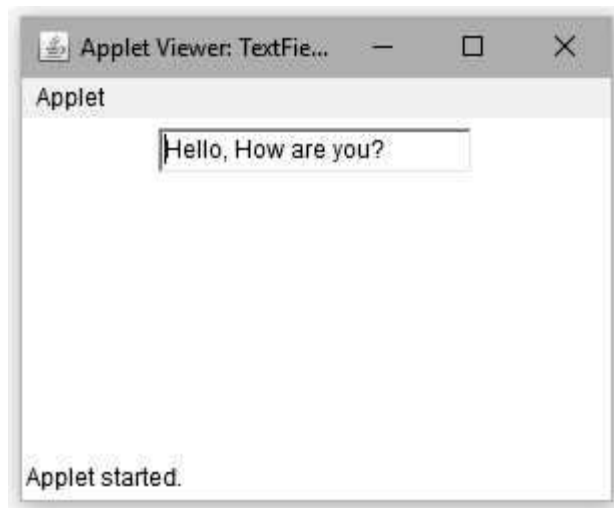 Applet Viewer: TextFie...
Applet
Hello, How are you?
Applet started.